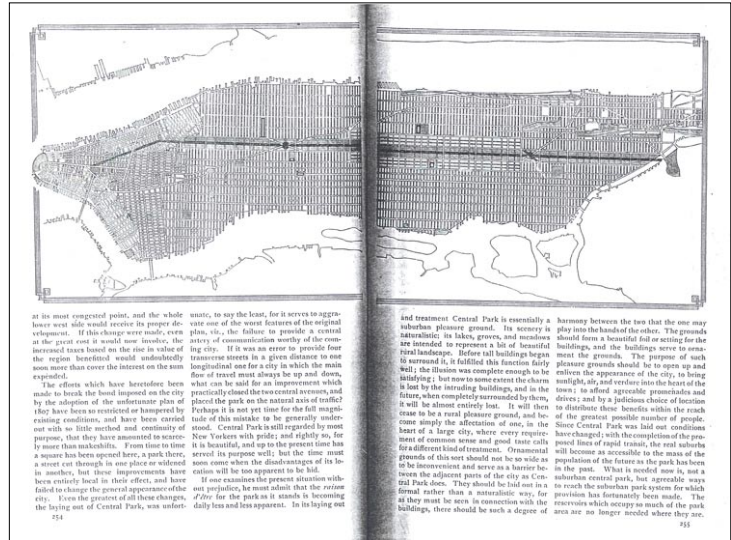 at its most congested point, and the whole
lower west side would receive its proper de-
velopment. If this change were made, even
at the great cost it would now involve, the
increased taxes based on the rise in value of
the region benefited would undoubtedly
soon more than cover the interest on the sum
expended.
The efforts which have heretofore been
made to break the bond imposed on the city
by the adoption of the unfortunate plan of
1807 have been so restricted or hampered by
existing conditions, and have been carried
out with so little method and continuity of
purpose, that they have amounted to scarce-
ly more than makeshifts. From time to time
a square has been opened here, a park there,
a street cut through in one place or widened
in another, but these improvements have
been entirely local in their effect, and have
failed to change the general appearance of the
city. Even the greatest of all these changes,
the laying out of Central Park, was unfort-
254
unate, to say the least, for it serves to aggra-
vate one of the worst features of the original
plan, viz., the failure to provide a central
artery of communication worthy of the com-
ing city. If it was an error to provide four
transverse streets in a given distance to one
longitudinal one for a city in which the main
flow of travel must always be up and down,
what can be said for an improvement which
practically closed the two central avenues, and
placed the park on the natural axis of traffic?
Perhaps it is not yet time for the full magni-
tude of this mistake to be generally under-
stood. Central Park is still regarded by most
New Yorkers with pride; and rightly so, for
it is beautiful, and up to the present time has
served its purpose well; but the time must
soon come when the disadvantages of its lo-
cation will be too apparent to be hid.
If one examines the present situation with-
out prejudice, he must admit that the raison
d'être for the park as it stands is becoming
daily less and less apparent. In its laying out
and treatment Central Park is essentially a
suburban pleasure ground. Its scenery is
naturalistic; its lakes, groves, and meadows
are intended to represent a bit of beautiful
rural landscape. Before tall buildings began
to surround it, it fulfilled this function fairly
well; the illusion was complete enough to be
satisfying; but now to some extent the charm
is lost by the intruding buildings, and in the
future, when completely surrounded by them,
it will be almost entirely lost. It will then
cease to be a rural pleasure ground, and be-
come simply the affectation of one, in the
heart of a large city, where every require-
ment of common sense and good taste calls
for a different kind of treatment. Ornamental
grounds of this sort should not be so wide as
to be inconvenient and serve as a barrier be-
tween the adjacent parts of the city as Cen-
tral Park does. They should be laid out in a
formal rather than a naturalistic way, for
as they must be seen in connection with the
buildings, there should be such a degree of
harmony between the two that the one may
play into the hands of the other. The grounds
should form a beautiful foil or setting for the
buildings, and the buildings serve to orna-
ment the grounds. The purpose of such
pleasure grounds should be to open up and
enliven the appearance of the city, to bring
sunlight, air, and verdure into the heart of the
town; to afford agreeable promenades and
drives; and by a judicious choice of location
to distribute these benefits within the reach
of the greatest possible number of people.
Since Central Park was laid out conditions
have changed; with the completion of the pro-
posed lines of rapid transit, the real suburbs
will become as accessible to the mass of the
population of the future as the park has been
in the past. What is needed now is, not a
suburban central park, but agreeable ways
to reach the suburban park system for which
provision has fortunately been made. The
reservoirs which occupy so much of the park
area are no longer needed where they are.
255